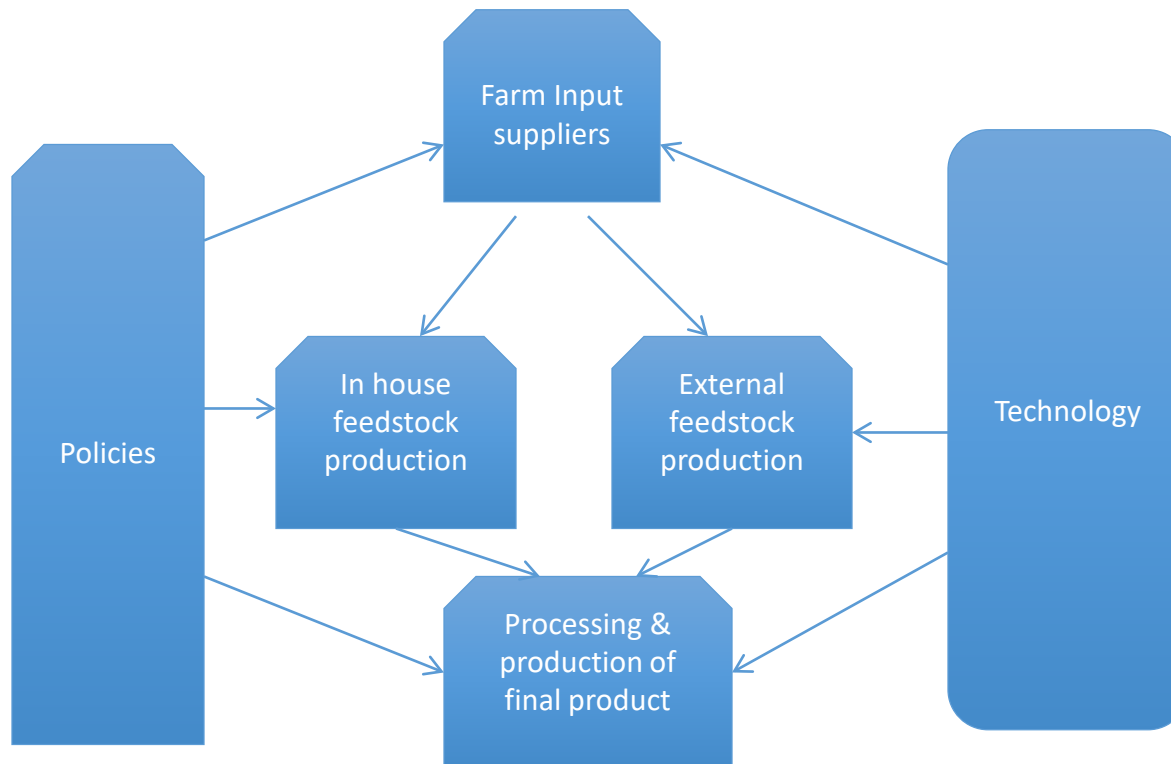 Farm Input
suppliers
Policies
In house
feedstock
production
External
feedstock
production
Technology
Processing &
production of
final product